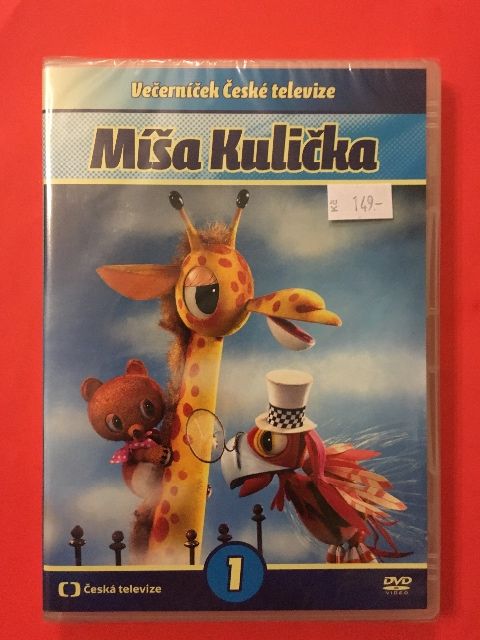 Večerníček České televize
Míša Kulička
Kč 149.-
1
Česká televize
DVD
VIDEO